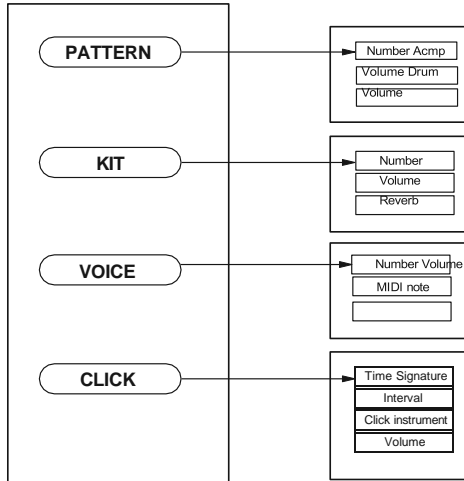 PATTERN
Number Acmp
Volume Drum
Volume
KIT
Number
Volume
Reverb
VOICE
Number Volume
MIDI note
CLICK
Time Signature
Interval
Click instrument
Volume